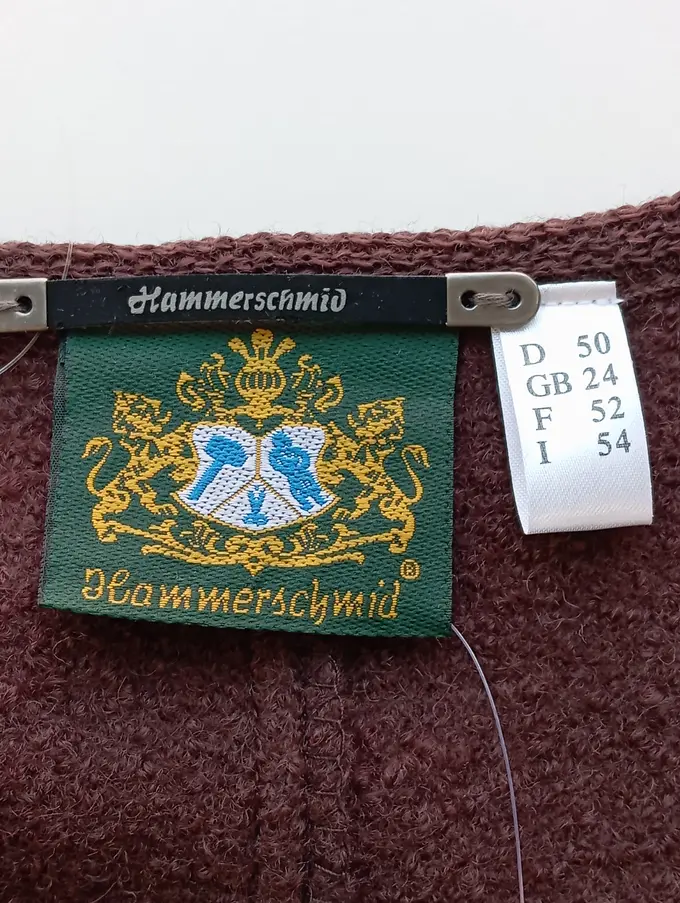 Hammerschmid
D 50
GB 24
F 52
I 54
Hammerschmid®